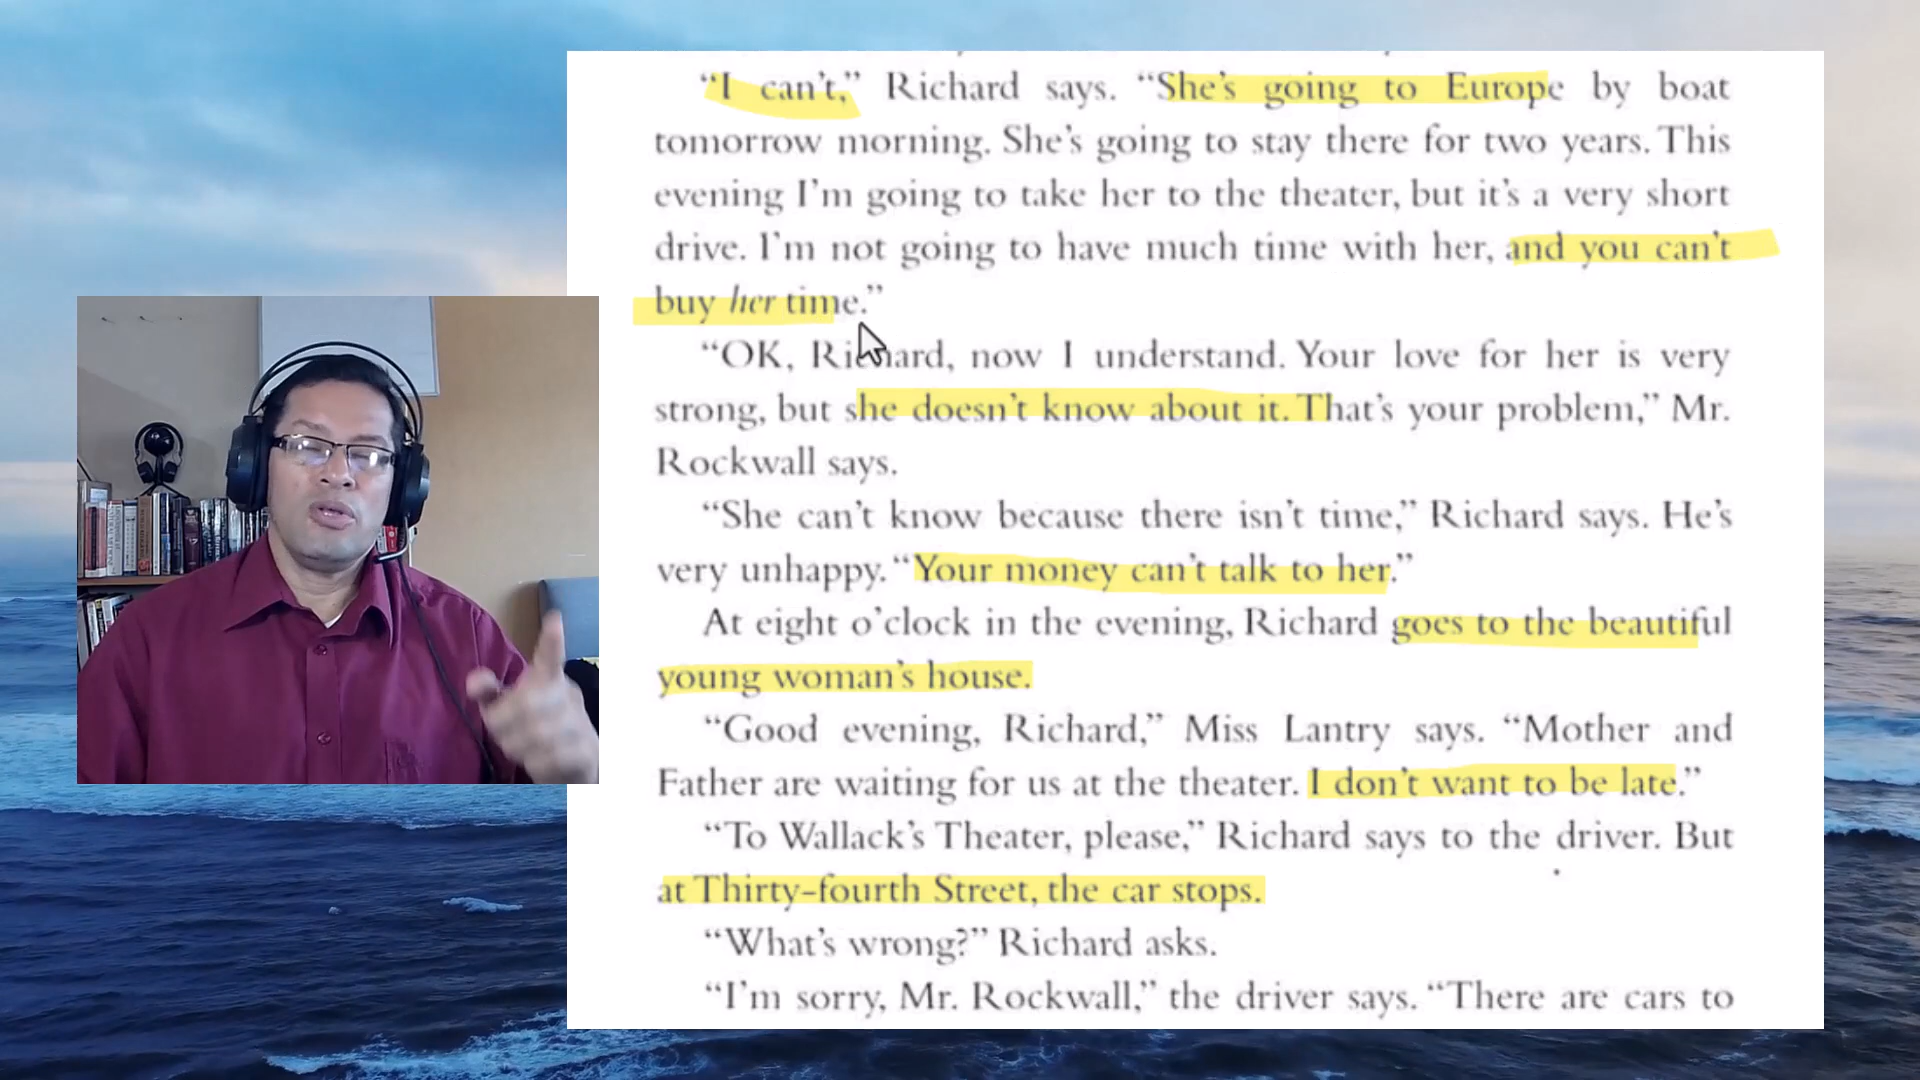 “I can’t,” Richard says. “She’s going to Europe by boat
tomorrow morning. She’s going to stay there for two years. This
evening I’m going to take her to the theater, but it’s a very short
drive. I’m not going to have much time with her, and you can’t
buy her time.”
“OK, Richard, now I understand. Your love for her is very
strong, but she doesn’t know about it. That’s your problem,” Mr.
Rockwall says.
“She can’t know because there isn’t time,” Richard says. He’s
very unhappy. “Your money can’t talk to her.”
At eight o’clock in the evening, Richard goes to the beautiful
young woman’s house.
“Good evening, Richard,” Miss Lantry says. “Mother and
Father are waiting for us at the theater. I don’t want to be late.”
“To Wallack’s Theater, please,” Richard says to the driver. But
at Thirty-fourth Street, the car stops.
“What’s wrong?” Richard asks.
“I’m sorry, Mr. Rockwall,” the driver says. “There are cars to